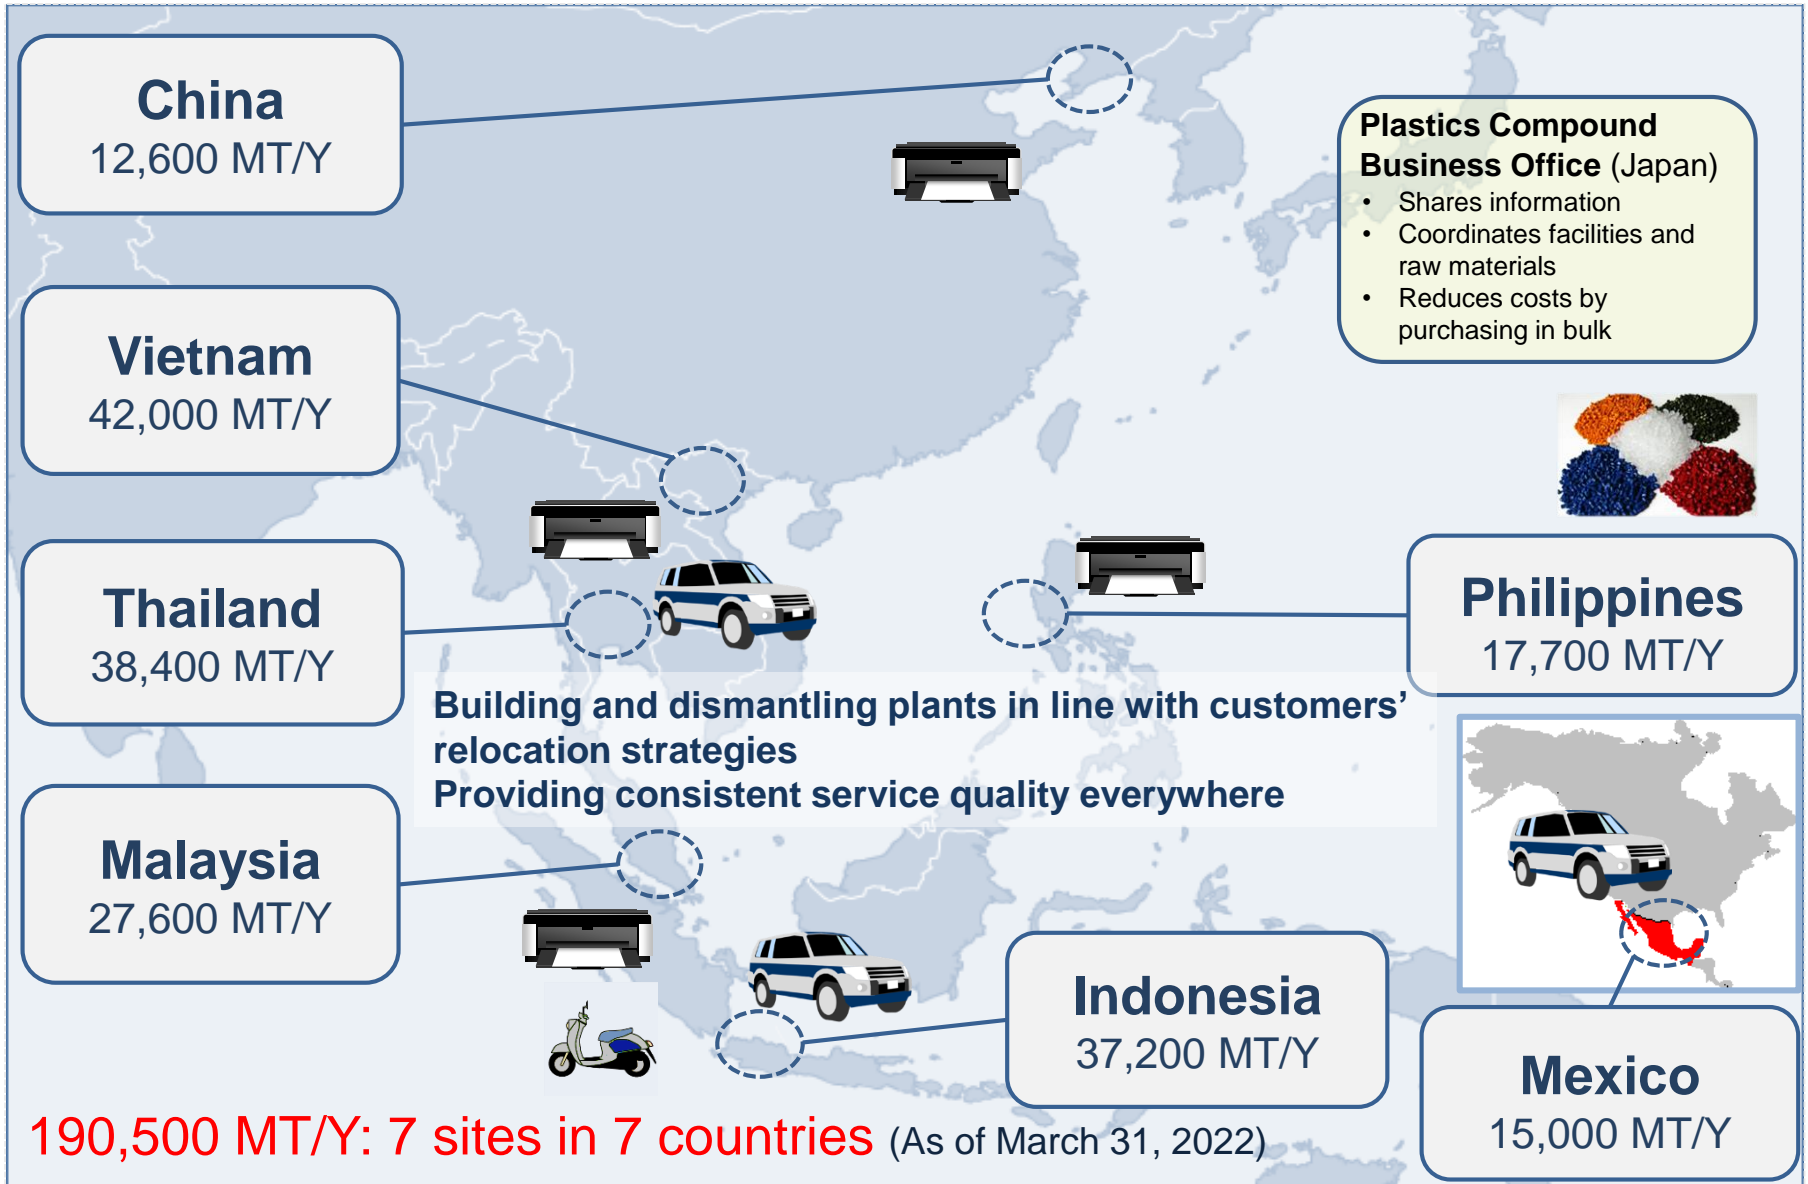 China
12,600 MT/Y
Plastics Compound
Business Office (Japan)
• Shares information
• Coordinates facilities and
raw materials
• Reduces costs by
purchasing in bulk
Vietnam
42,000 MT/Y
Thailand
38,400 MT/Y
Philippines
17,700 MT/Y
Building and dismantling plants in line with customers’
relocation strategies
Providing consistent service quality everywhere
Malaysia
27,600 MT/Y
Indonesia
37,200 MT/Y
Mexico
15,000 MT/Y
190,500 MT/Y: 7 sites in 7 countries (As of March 31, 2022)